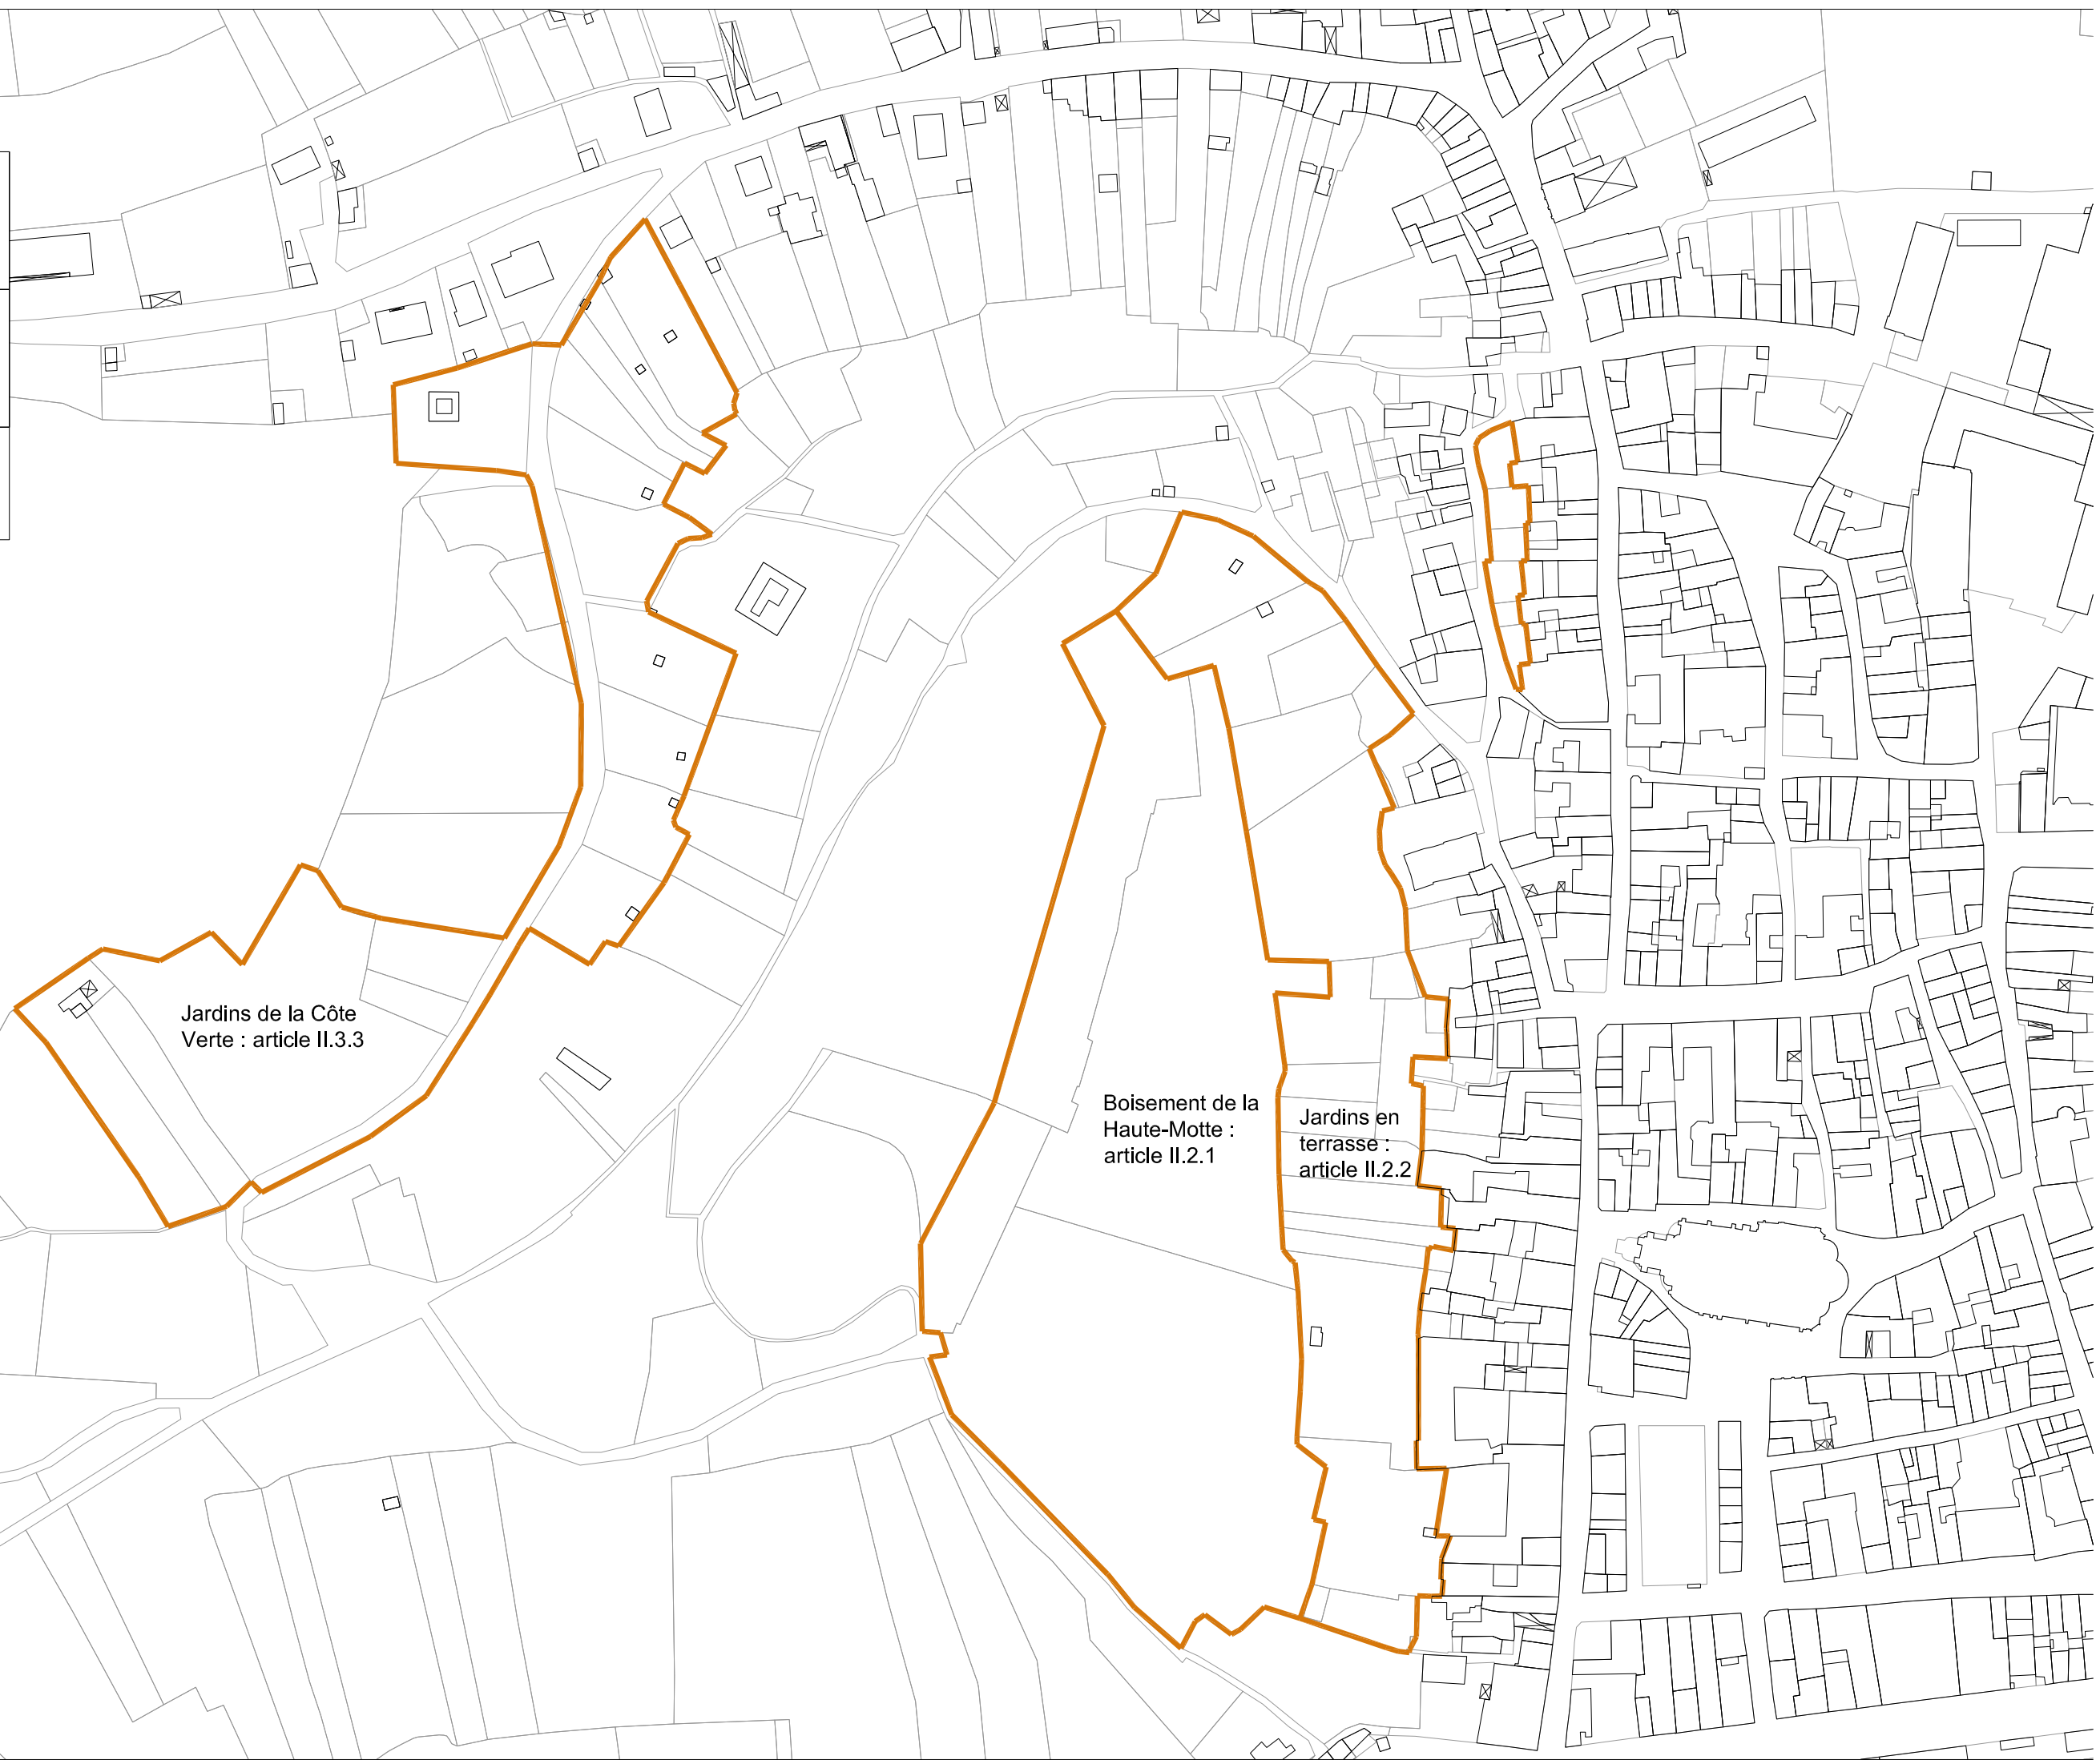 Jardins de la Côte
Verte : article II.3.3
Boisement de la
Haute-Motte :
article II.2.1
Jardins en
terrasse :
article II.2.2